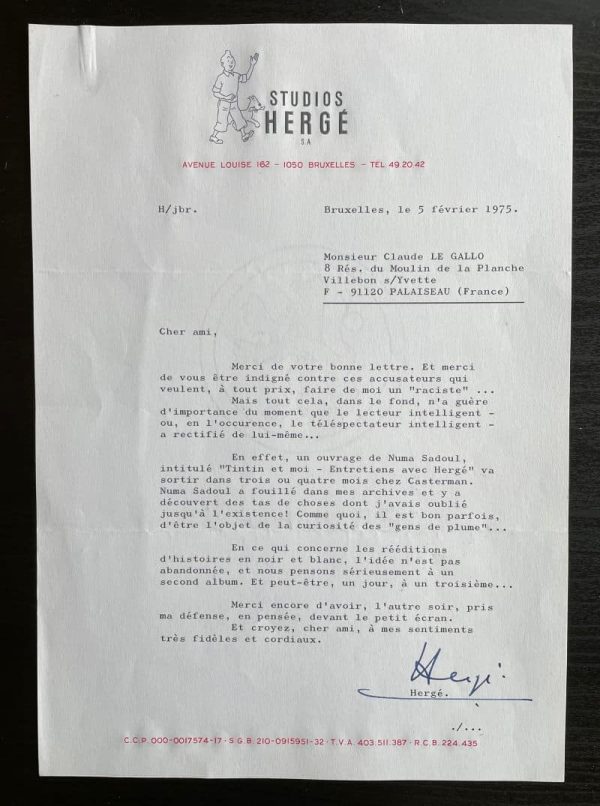 STUDIOS
HERGÉ
S.A
AVENUE LOUISE 162 - 1050 BRUXELLES - TEL. 49.20.42
H/jbr.
Bruxelles, le 5 février 1975.
Monsieur Claude LE GALLO
8 Rés. du Moulin de la Planche
Villebon s/Yvette
F - 91120 PALAISEAU (France)
Cher ami,
Merci de votre bonne lettre. Et merci
de vous être indigné contre ces accusateurs qui
veulent, à tout prix, faire de moi un "raciste" ...
Mais tout cela, dans le fond, n'a guère
d'importance du moment que le lecteur intelligent -
ou, en l'occurence, le téléspectateur intelligent -
a rectifié de lui-même...
En effet, un ouvrage de Numa Sadoul,
intitulé "Tintin et moi - Entretiens avec Hergé" va
sortir dans trois ou quatre mois chez Casterman.
Numa Sadoul a fouillé dans mes archives et y a
découvert des tas de choses dont j'avais oublié
jusqu'à l'existence! Comme quoi, il est bon parfois,
d'être l'objet de la curiosité des "gens de plume"...
En ce qui concerne les rééditions
d'histoires en noir et blanc, l'idée n'est pas
abandonnée, et nous pensons sérieusement à un
second album. Et peut-être, un jour, à un troisième...
Merci encore d'avoir, l'autre soir, pris
ma défense, en pensée, devant le petit écran.
Et croyez, cher ami, à mes sentiments
très fidèles et cordiaux.
Hergé.
Hergé.
./...
C.C.P. 000-0017574-17 · S.G.B. 210-0915951-32 · T.V.A. 403.511.387 · R.C.B. 224.435